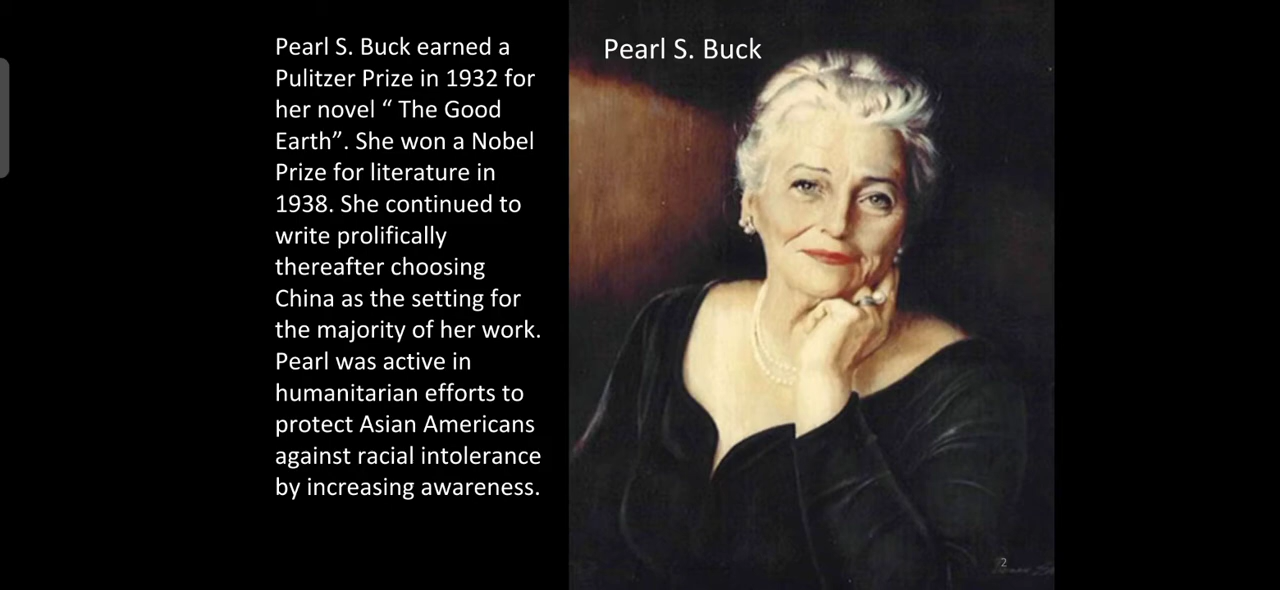 Pearl S. Buck earned a
Pulitzer Prize in 1932 for
her novel “ The Good
Earth”. She won a Nobel
Prize for literature in
1938. She continued to
write prolifically
thereafter choosing
China as the setting for
the majority of her work.
Pearl was active in
humanitarian efforts to
protect Asian Americans
against racial intolerance
by increasing awareness.
Pearl S. Buck
2